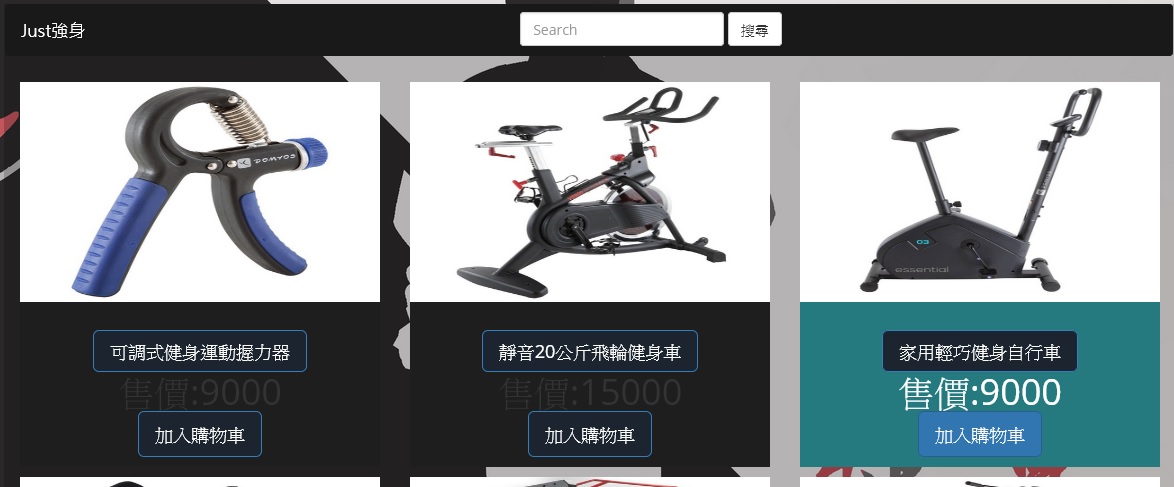 Just強身
Search
搜尋
DOMYOS
03
essential
可調式健身運動握力器
靜音20公斤飛輪健身車
家用輕巧健身自行車
售價:9000
售價:15000
售價:9000
加入購物車
加入購物車
加入購物車